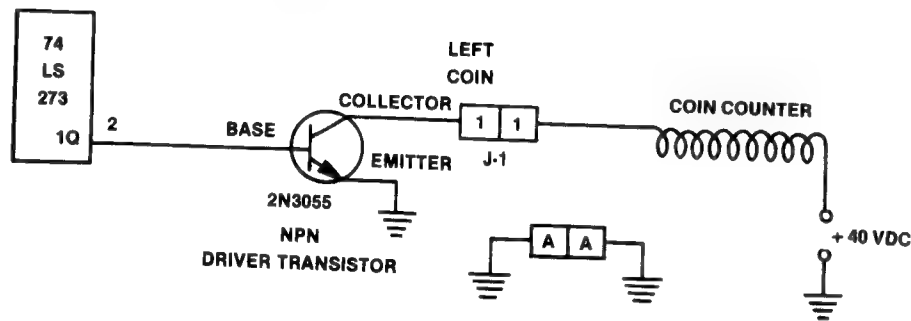 74
LS
273
1Q
2
BASE
COLLECTOR
EMITTER
2N3055
NPN
DRIVER TRANSISTOR
LEFT
COIN
1 1
J-1
COIN COUNTER
A A
+ 40 VDC